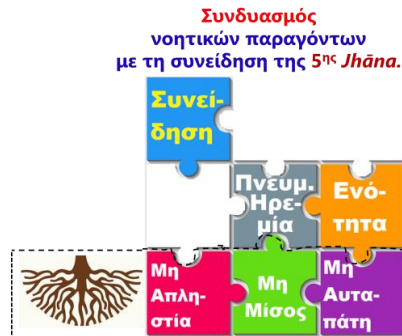 Συνδυασμός
νοητικών παραγόντων
με τη συνείδηση της 5ης Jhāna.
Συνεί-
δηση
Πνευμ.
Ηρε-
μία
Ενό-
τητα
Μη
Απλη-
στία
Μη
Μίσος
Μη
Αυτα-
πάτη